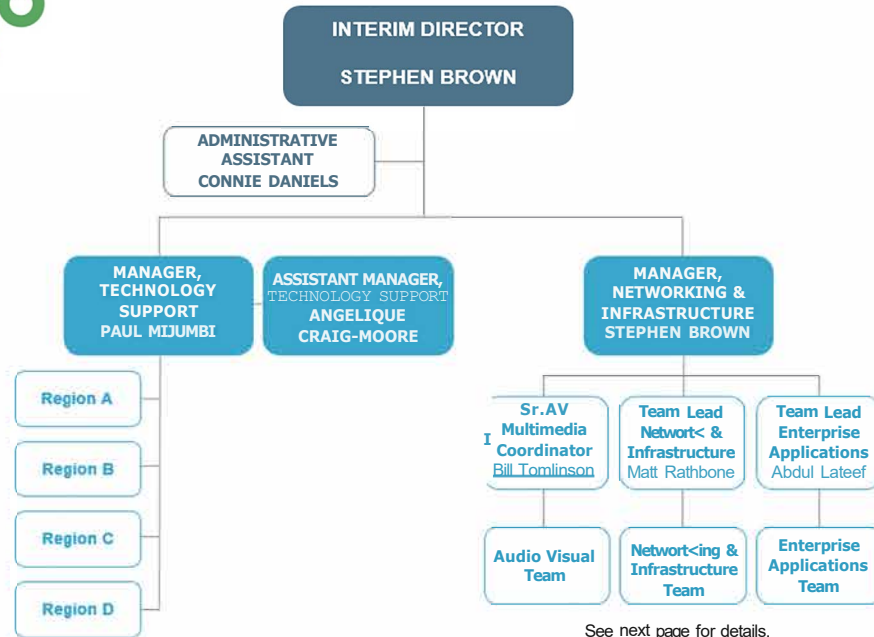 INTERIM DIRECTOR
STEPHEN BROWN
ADMINISTRATIVE
ASSISTANT
CONNIE DANIELS
MANAGER,
TECHNOLOGY
SUPPORT
PAUL MIJUMBI
ASSISTANT MANAGER,
TECHNOLOGY SUPPORT
ANGELIQUE
CRAIG-MOORE
MANAGER,
NETWORKING &
INFRASTRUCTURE
STEPHEN BROWN
Region A
Region B
Region C
Region D
Sr.AV
Multimedia
I Coordinator
Bill Tomlinson
Team Lead
Networt< &
Infrastructure
Matt Rathbone
Team Lead
Enterprise
Applications
Abdul Lateef
Audio Visual
Team
Networt<ing &
Infrastructure
Team
Enterprise
Applications
Team
See next page for details.